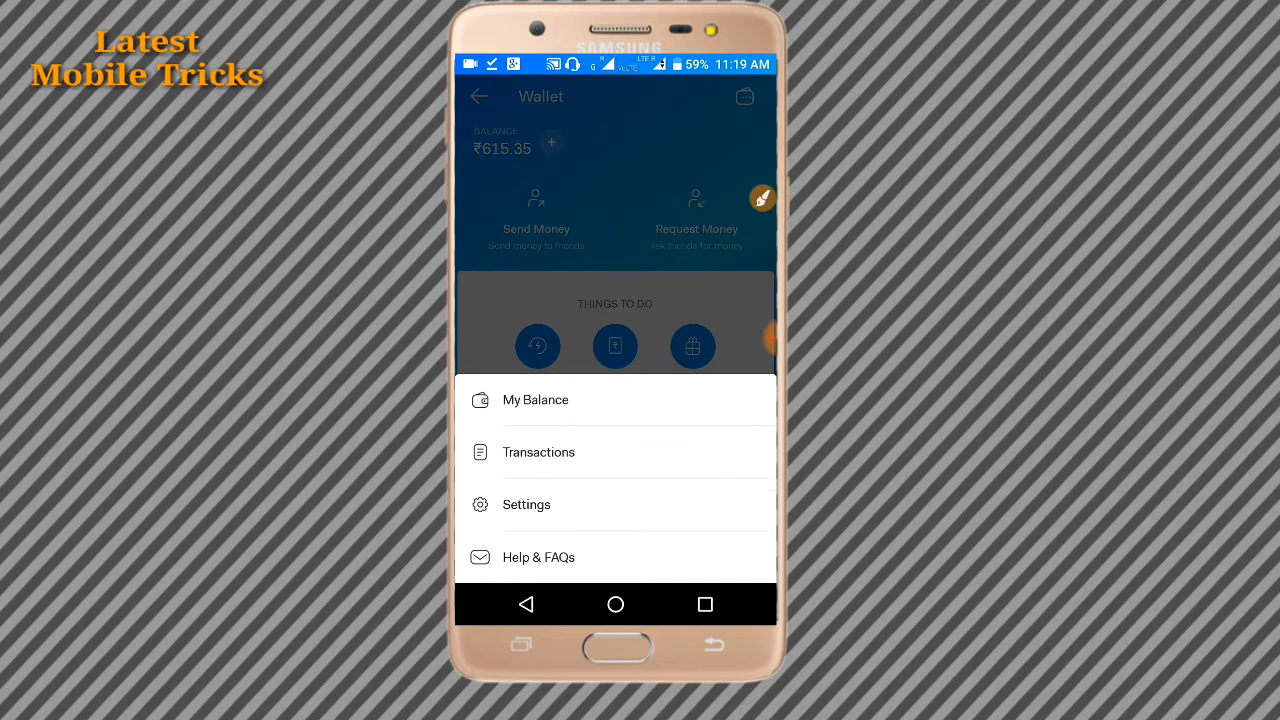 Latest
Mobile Tricks
SAMSUNG
59% 11:19 AM
Wallet
BALANCE
₹615.35
Send Money
Send money to friends
Request Money
Ask friends for money
THINGS TO DO
My Balance
Transactions
Settings
Help & FAQs